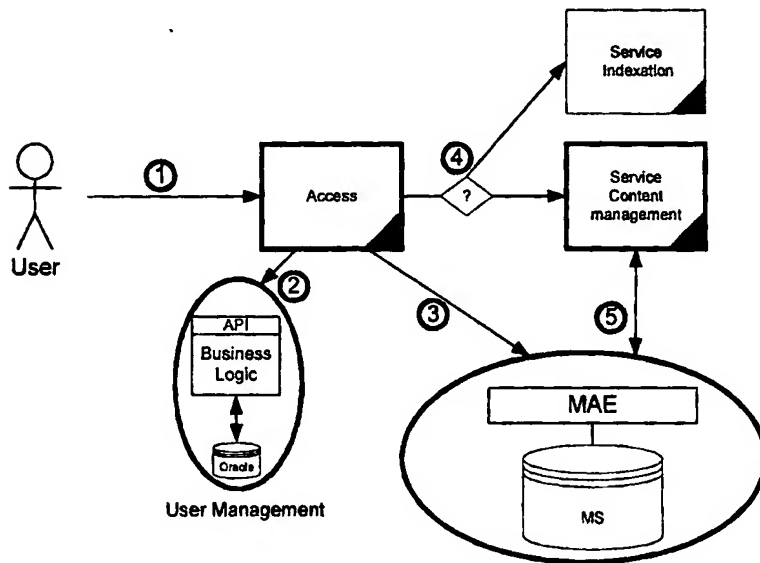 Service
Indexation
4
1
Access
?
Service
Content
management
User
2
3
5
API
Business
Logic
Oracle
MAE
MS
User Management